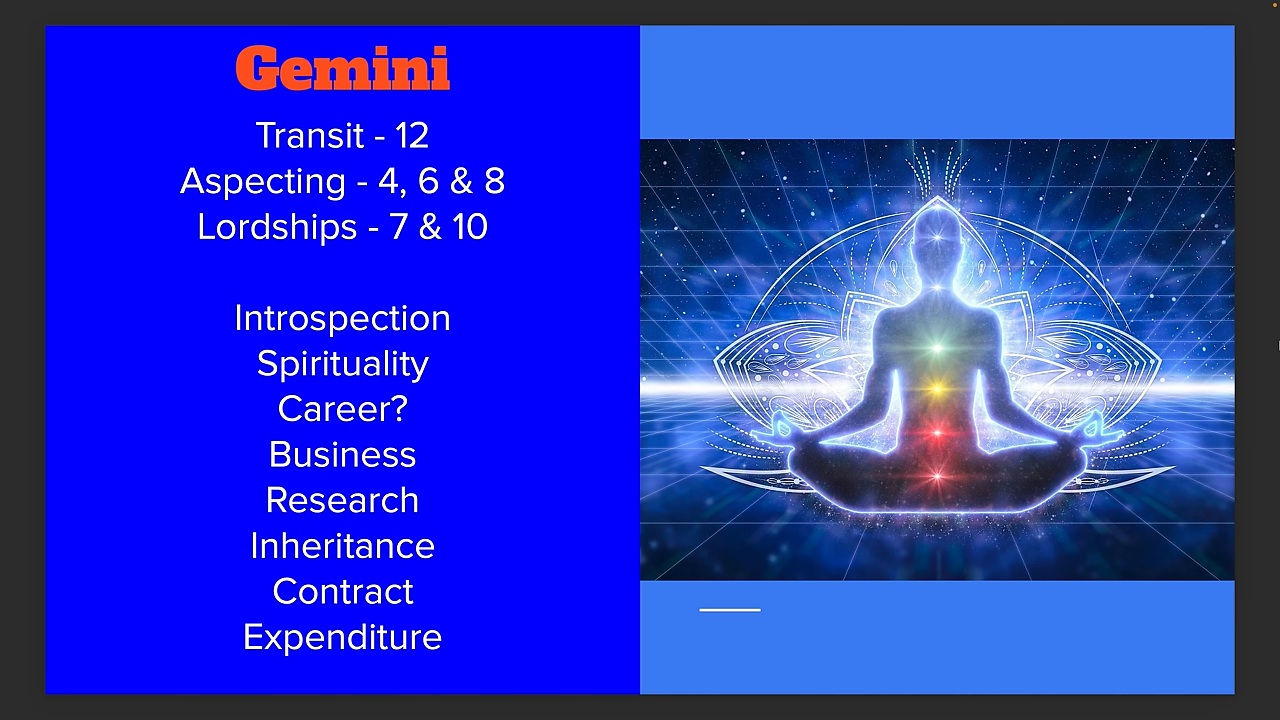 Gemini
Transit - 12
Aspecting - 4, 6 & 8
Lordships - 7 & 10
Introspection
Spirituality
Career?
Business
Research
Inheritance
Contract
Expenditure